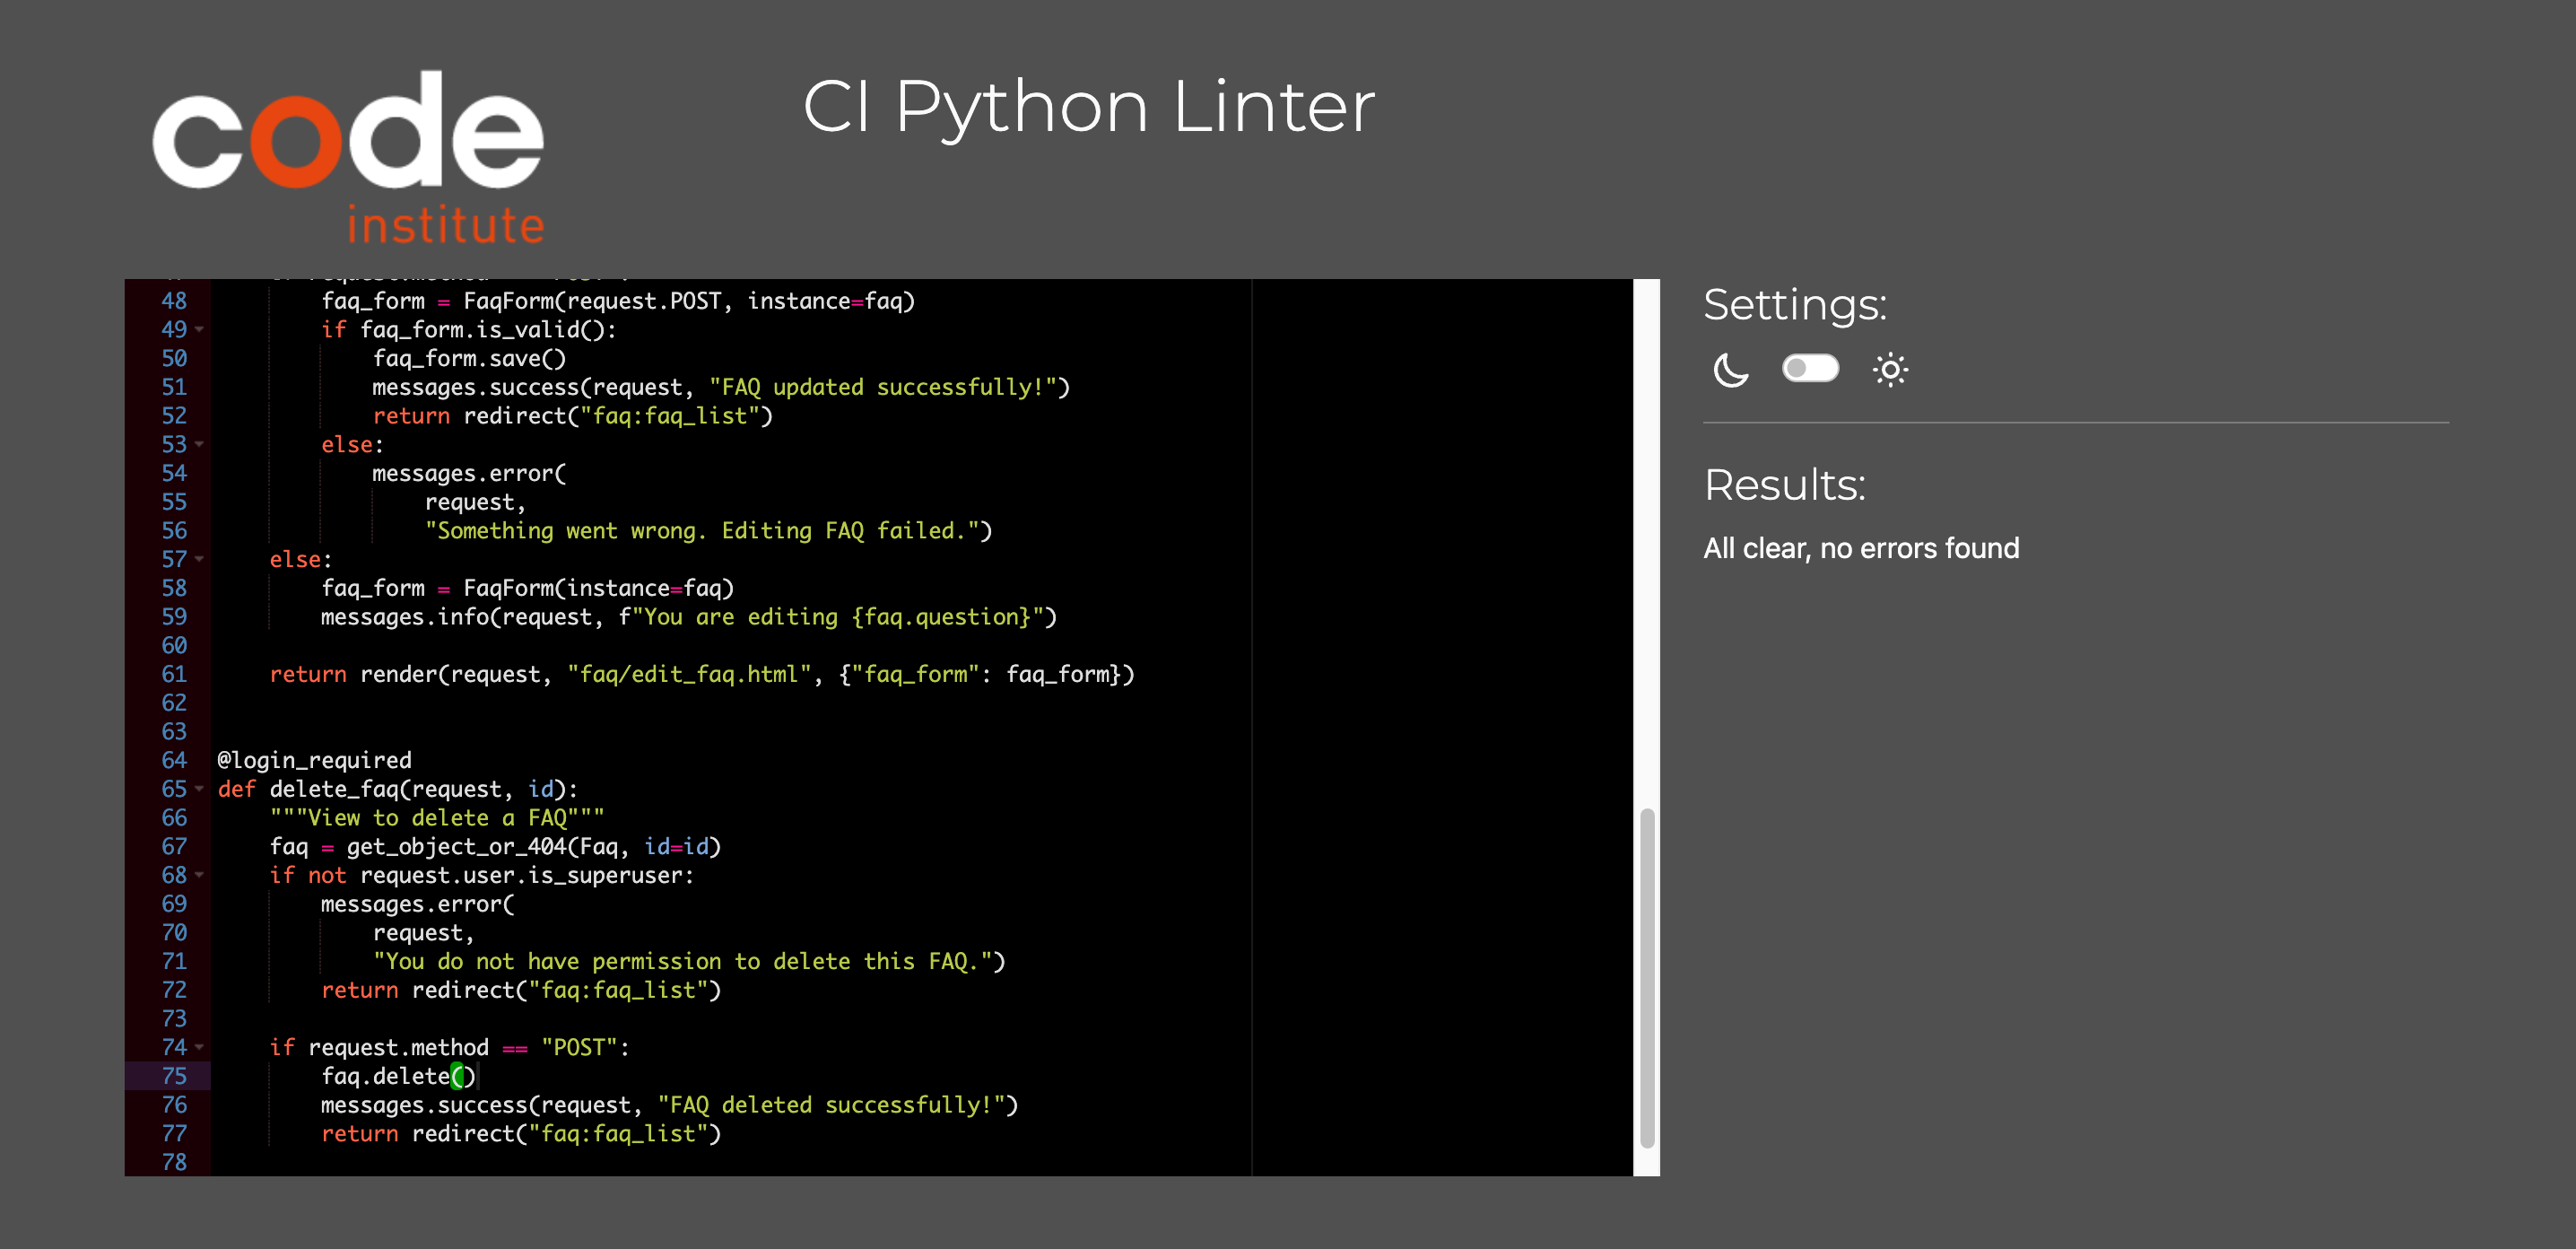 code
institute
CI Python Linter
48 faq_form = FaqForm(request.POST, instance=faq)
49 if faq_form.is_valid():
50 faq_form.save()
51 messages.success(request, "FAQ updated successfully!")
52 return redirect("faq:faq_list")
53 else:
54 messages.error(
55 request,
56 "Something went wrong. Editing FAQ failed.")
57 else:
58 faq_form = FaqForm(instance=faq)
59 messages.info(request, f"You are editing {faq.question}")
60
61 return render(request, "faq/edit_faq.html", {"faq_form": faq_form})
62
63
64 @login_required
65 def delete_faq(request, id):
66 """View to delete a FAQ"""
67 faq = get_object_or_404(Faq, id=id)
68 if not request.user.is_superuser:
69 messages.error(
70 request,
71 "You do not have permission to delete this FAQ.")
72 return redirect("faq:faq_list")
73
74 if request.method == "POST":
75 faq.delete()
76 messages.success(request, "FAQ deleted successfully!")
77 return redirect("faq:faq_list")
78
Settings:
Results:
All clear, no errors found